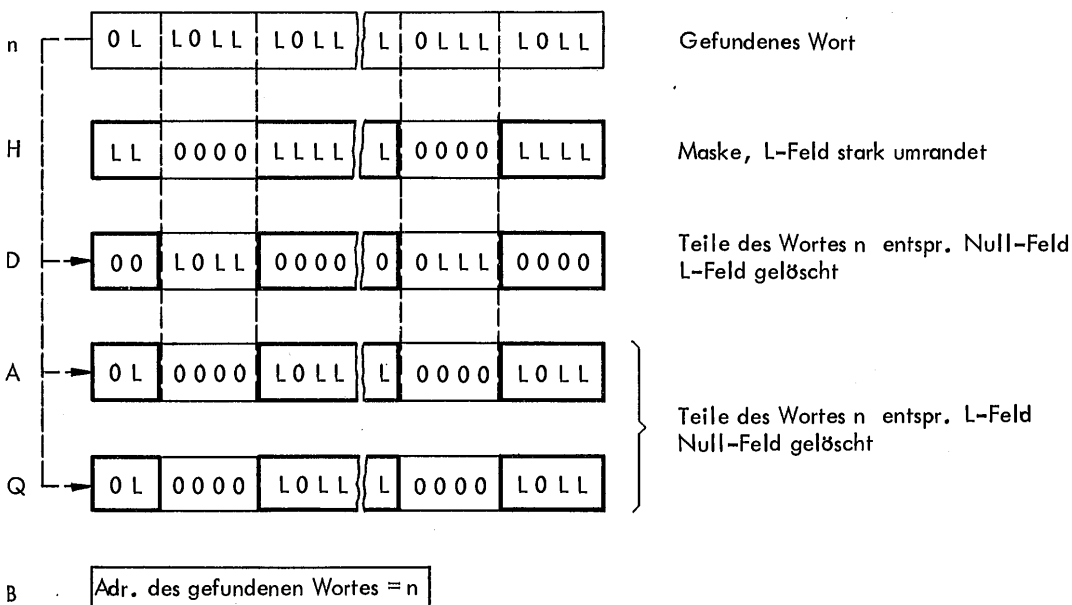 n 0L L0LL L0LL L 0LLL L0LL Gefundenes Wort
H LL 0000 LLLL L 0000 LLLL Maske, L-Feld stark umrandet
D 00 L0LL 0000 0 0LLL 0000 Teile des Wortes n entspr. Null-Feld
L-Feld gelöscht
A 0L 0000 L0LL L 0000 L0LL
Teile des Wortes n entspr. L-Feld
Null-Feld gelöscht
Q 0L 0000 L0LL L 0000 L0LL
B Adr. des gefundenen Wortes = n